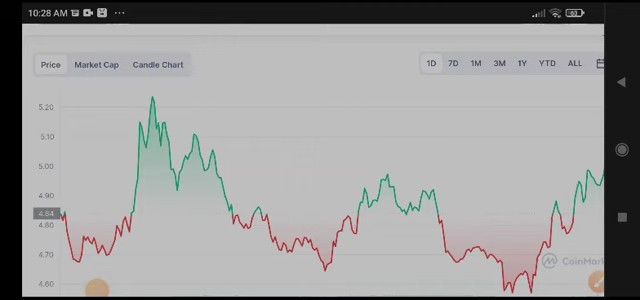 10:28 AM
63
Price Market Cap Candle Chart
1D 7D 1M 3M 1Y YTD ALL
5.20
5.10
5.00
4.90
4.84
4.80
4.70
4.60
CoinMark